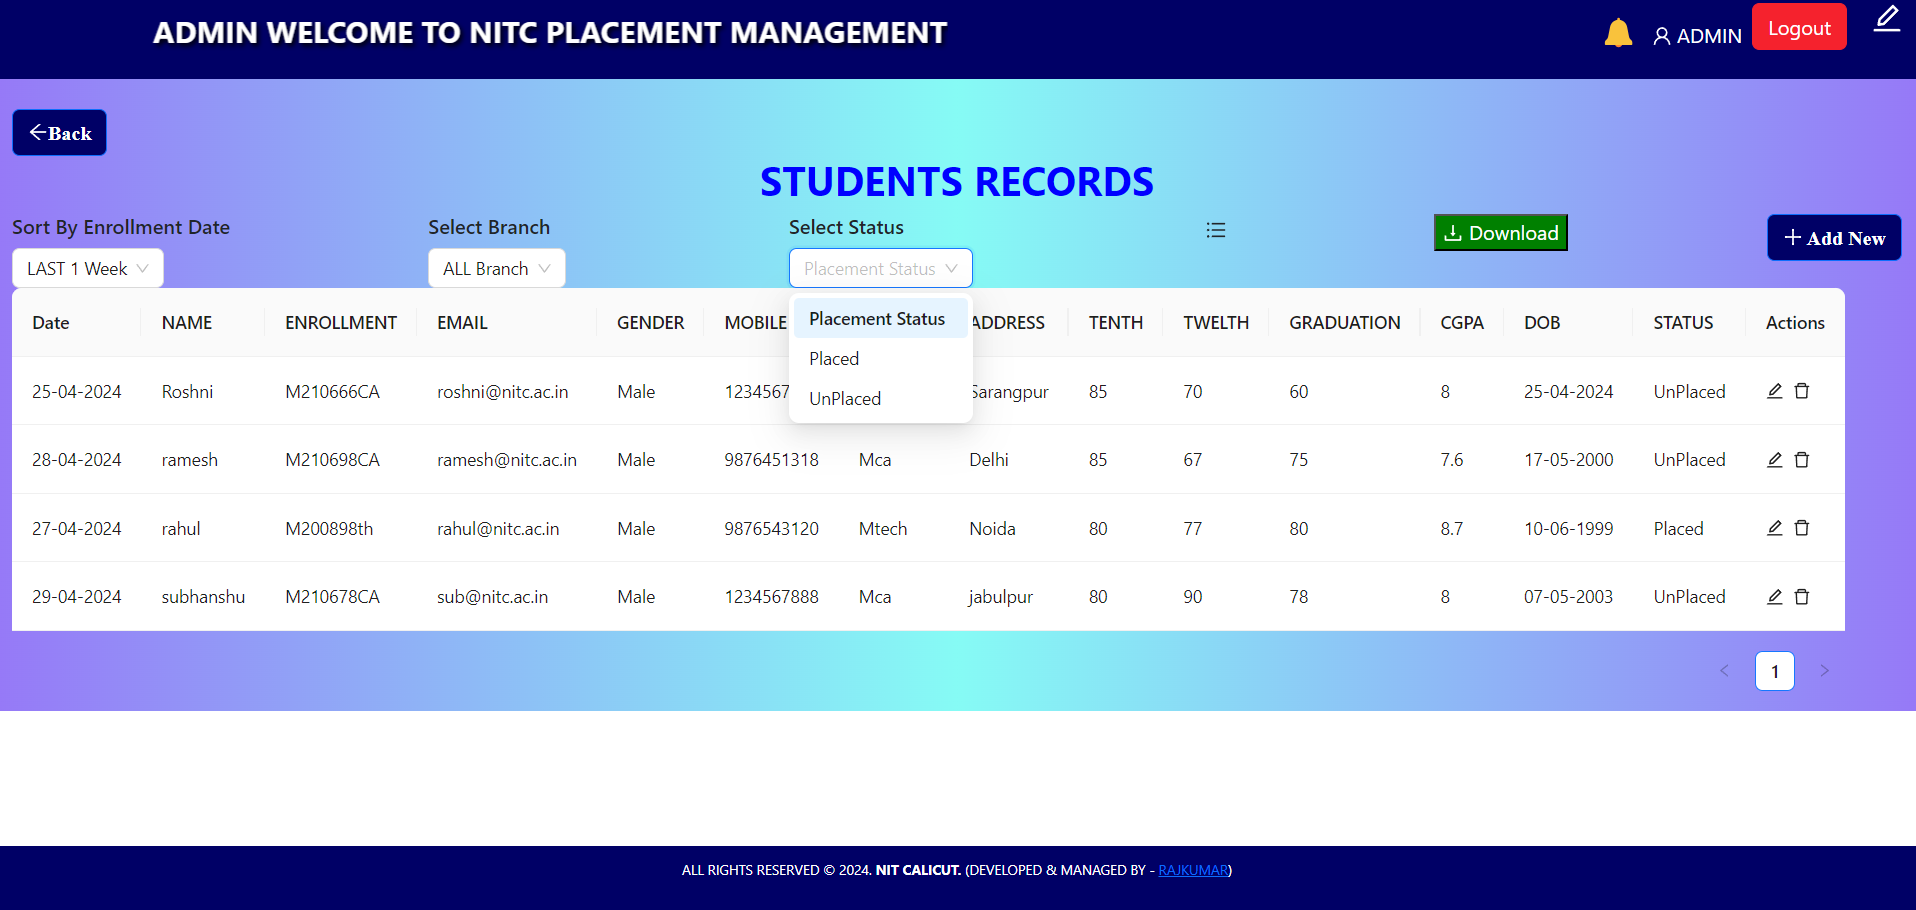 ADMIN WELCOME TO NITC PLACEMENT MANAGEMENT
ADMIN
Logout
Back
STUDENTS RECORDS
Sort By Enrollment Date
Select Branch
Select Status
Download
Add New
LAST 1 Week
ALL Branch
Placement Status
Placement Status
Placed
UnPlaced
Date NAME ENROLLMENT EMAIL GENDER MOBILE ADDRESS TENTH TWELTH GRADUATION CGPA DOB STATUS Actions
25-04-2024 Roshni M210666CA roshni@nitc.ac.in Male 1234567 Sarangpur 85 70 60 8 25-04-2024 UnPlaced
28-04-2024 ramesh M210698CA ramesh@nitc.ac.in Male 9876451318 Mca Delhi 85 67 75 7.6 17-05-2000 UnPlaced
27-04-2024 rahul M200898th rahul@nitc.ac.in Male 9876543120 Mtech Noida 80 77 80 8.7 10-06-1999 Placed
29-04-2024 subhanshu M210678CA sub@nitc.ac.in Male 1234567888 Mca jabulpur 80 90 78 8 07-05-2003 UnPlaced
1
ALL RIGHTS RESERVED © 2024. NIT CALICUT. (DEVELOPED & MANAGED BY - RAJKUMAR)